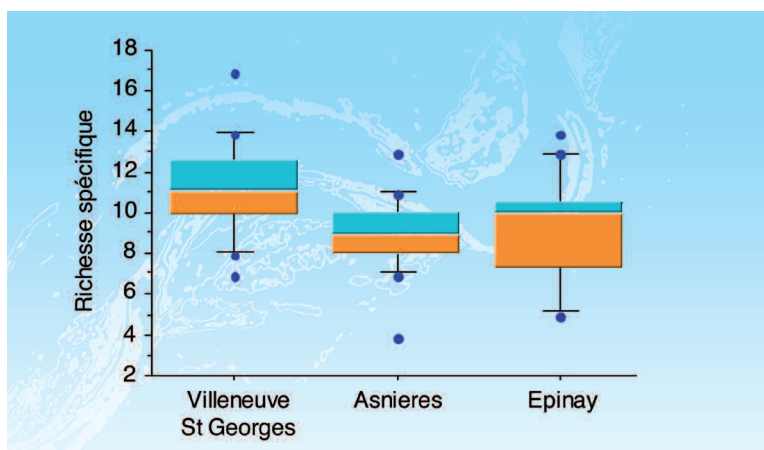 18
16
14
12
10
8
6
4
2
Richesse spécifique
Villeneuve
St Georges
Asnieres
Epinay